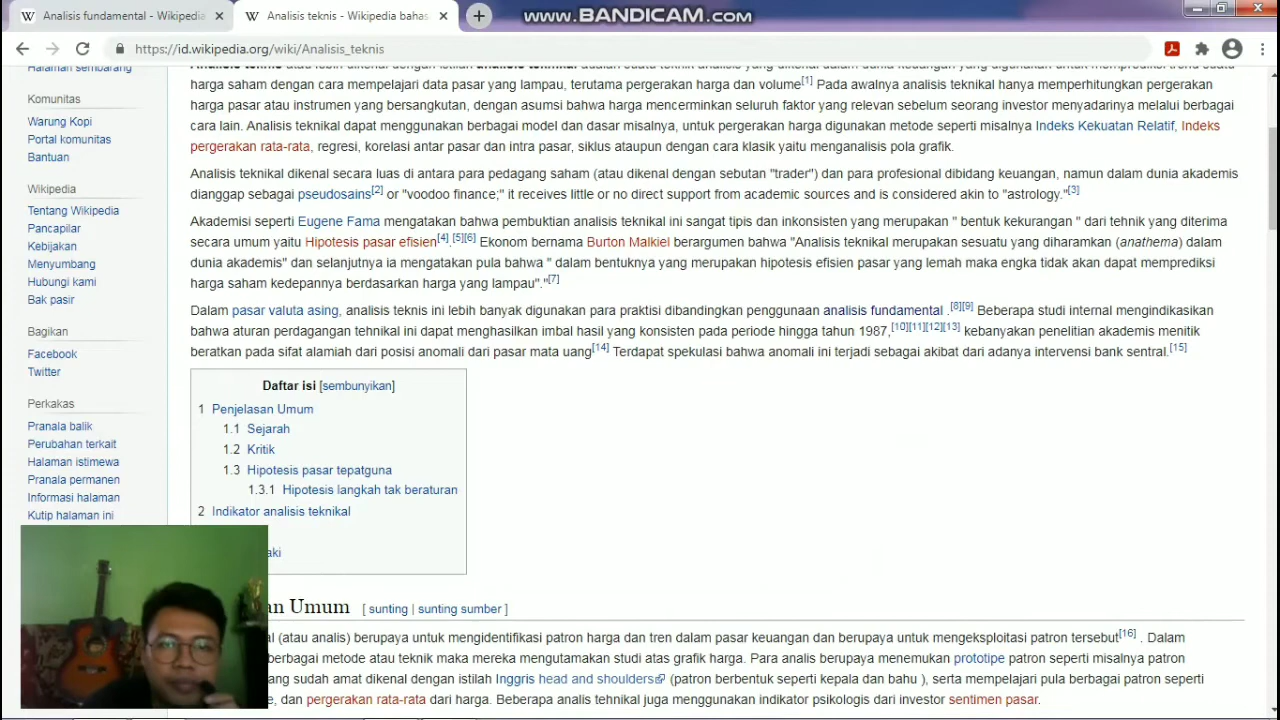 Analisis fundamental - Wikipedia
Analisis teknis - Wikipedia bahas
www.BANDICAM.com
https://id.wikipedia.org/wiki/Analisis_teknis
Halaman sembarang
Komunitas
Warung Kopi
Portal komunitas
Bantuan
Wikipedia
Tentang Wikipedia
Pancapilar
Kebijakan
Menyumbang
Hubungi kami
Bak pasir
Bagikan
Facebook
Twitter
Perkakas
Pranala balik
Perubahan terkait
Halaman istimewa
Pranala permanen
Informasi halaman
Kutip halaman ini
harga saham dengan cara mempelajari data pasar yang lampau, terutama pergerakan harga dan volume[1] Pada awalnya analisis teknikal hanya memperhitungkan pergerakan
harga pasar atau instrumen yang bersangkutan, dengan asumsi bahwa harga mencerminkan seluruh faktor yang relevan sebelum seorang investor menyadarinya melalui berbagai
cara lain. Analisis teknikal dapat menggunakan berbagai model dan dasar misalnya, untuk pergerakan harga digunakan metode seperti misalnya Indeks Kekuatan Relatif, Indeks
pergerakan rata-rata, regresi, korelasi antar pasar dan intra pasar, siklus ataupun dengan cara klasik yaitu menganalisis pola grafik.
Analisis teknikal dikenal secara luas di antara para pedagang saham (atau dikenal dengan sebutan "trader") dan para profesional dibidang keuangan, namun dalam dunia akademis
dianggap sebagai pseudosains[2] or "voodoo finance;" it receives little or no direct support from academic sources and is considered akin to "astrology."[3]
Akademisi seperti Eugene Fama mengatakan bahwa pembuktian analisis teknikal ini sangat tipis dan inkonsisten yang merupakan " bentuk kekurangan " dari tehnik yang diterima
secara umum yaitu Hipotesis pasar efisien[4],[5][6] Ekonom bernama Burton Malkiel berargumen bahwa "Analisis teknikal merupakan sesuatu yang diharamkan (anathema) dalam
dunia akademis" dan selanjutnya ia mengatakan pula bahwa " dalam bentuknya yang merupakan hipotesis efisien pasar yang lemah maka engka tidak akan dapat memprediksi
harga saham kedepannya berdasarkan harga yang lampau"."[7]
Dalam pasar valuta asing, analisis teknis ini lebih banyak digunakan para praktisi dibandingkan penggunaan analisis fundamental .[8][9] Beberapa studi internal mengindikasikan
bahwa aturan perdagangan tehnikal ini dapat menghasilkan imbal hasil yang konsisten pada periode hingga tahun 1987,[10][11][12][13] kebanyakan penelitian akademis menitik
beratkan pada sifat alamiah dari posisi anomali dari pasar mata uang[14] Terdapat spekulasi bahwa anomali ini terjadi sebagai akibat dari adanya intervensi bank sentral.[15]
Daftar isi [sembunyikan]
1 Penjelasan Umum
1.1 Sejarah
1.2 Kritik
1.3 Hipotesis pasar tepatguna
1.3.1 Hipotesis langkah tak beraturan
2 Indikator analisis teknikal
aki
an Umum [ sunting | sunting sumber ]
al (atau analis) berupaya untuk mengidentifikasi patron harga dan tren dalam pasar keuangan dan berupaya untuk mengeksploitasi patron tersebut[16] . Dalam
berbagai metode atau teknik maka mereka mengutamakan studi atas grafik harga. Para analis berupaya menemukan prototipe patron seperti misalnya patron
ang sudah amat dikenal dengan istilah Inggris head and shoulders (patron berbentuk seperti kepala dan bahu ), serta mempelajari pula berbagai patron seperti
e, dan pergerakan rata-rata dari harga. Beberapa analis tehnikal juga menggunakan indikator psikologis dari investor sentimen pasar.